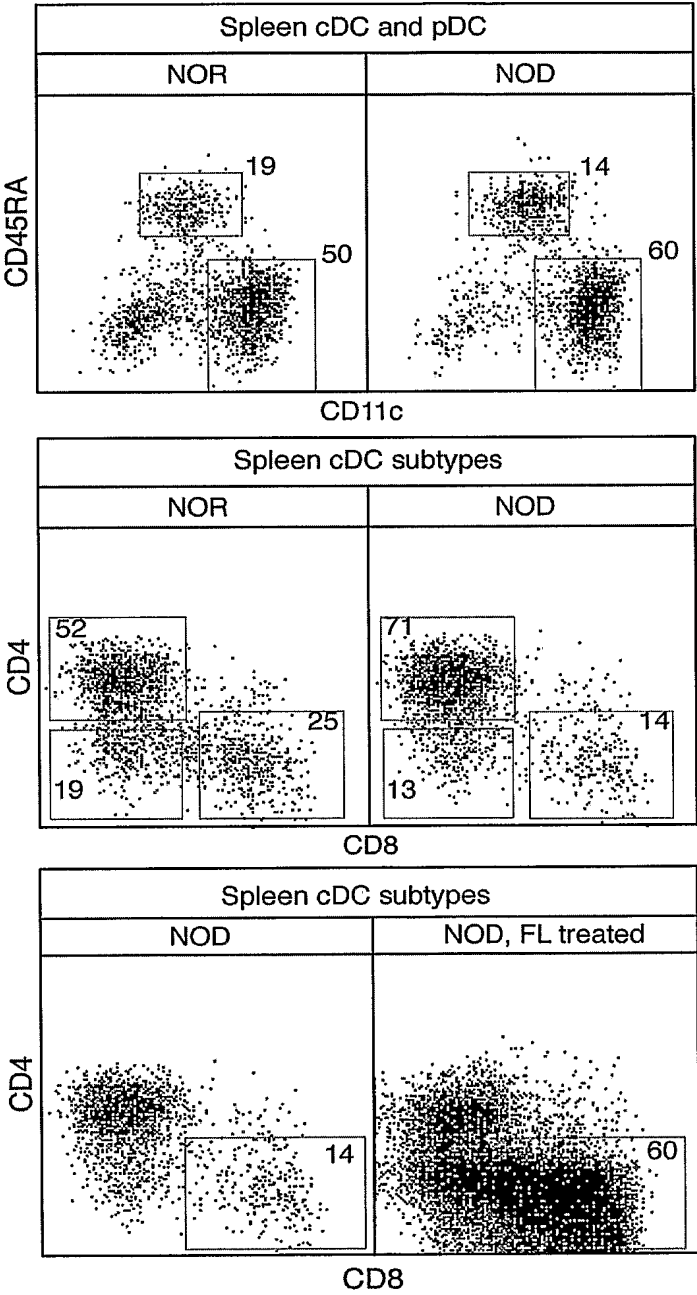 Spleen cDC and pDC
NOR NOD
CD45RA
19
14
50
60
CD11c
Spleen cDC subtypes
NOR NOD
CD4
52
71
25
14
19
13
CD8
Spleen cDC subtypes
NOD NOD, FL treated
CD4
14
60
CD8